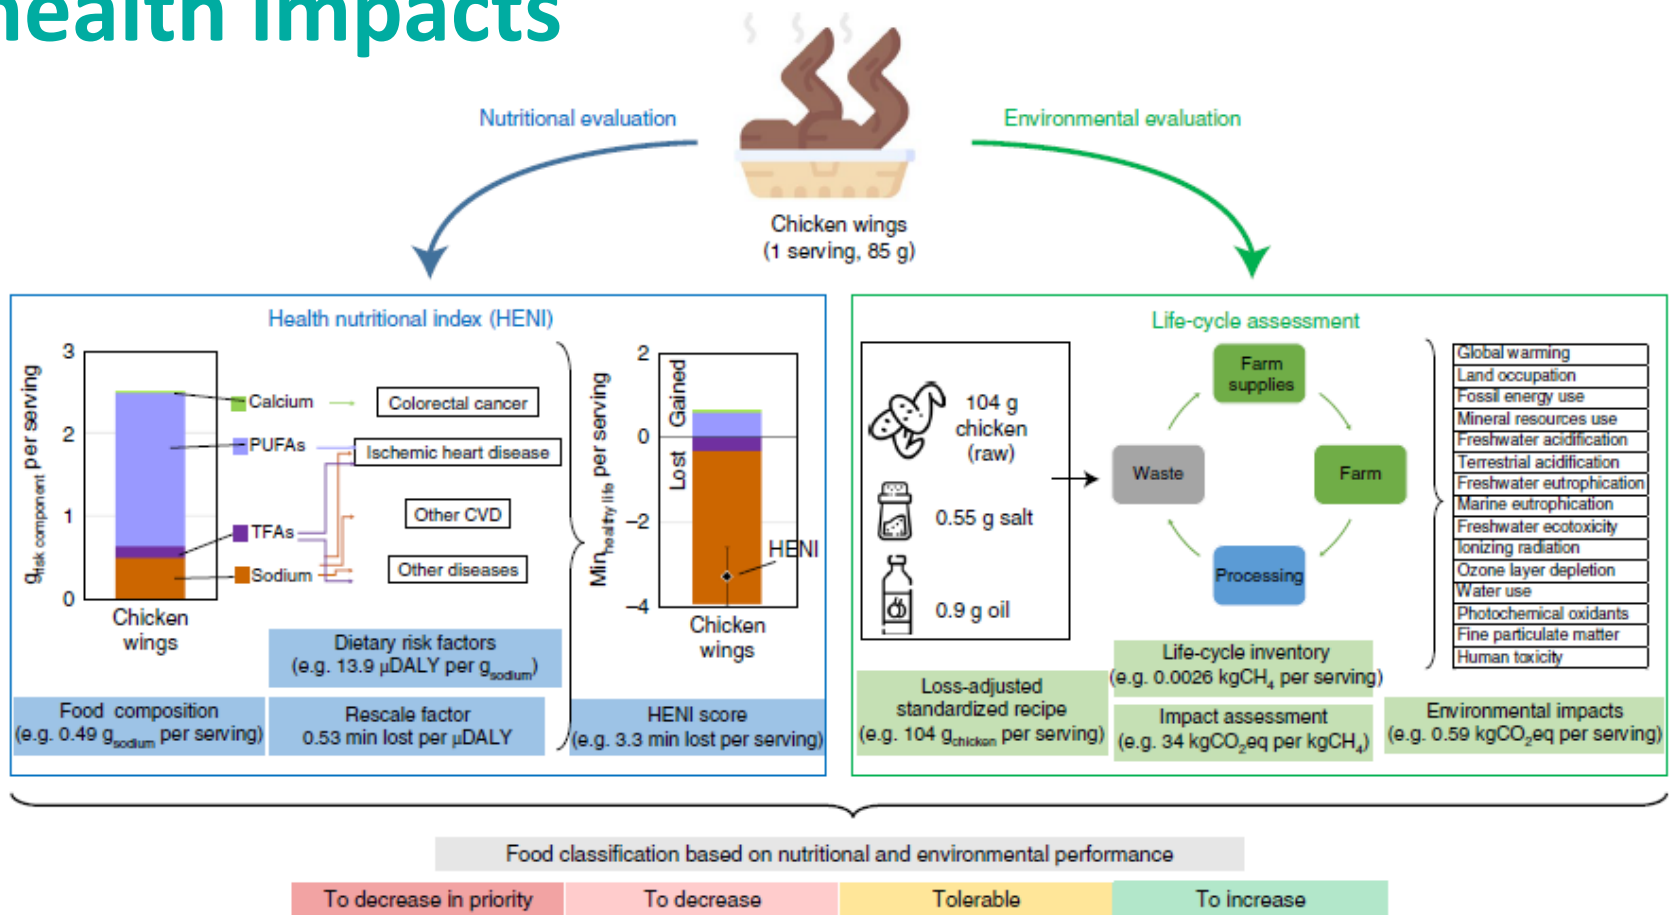 health impacts
Nutritional evaluation
Environmental evaluation
Chicken wings
(1 serving, 85 g)
Health nutritional index (HENI)
g risk component per serving
3
2
1
0
Chicken
wings
Calcium
PUFAs
TFAs
Sodium
Colorectal cancer
Ischemic heart disease
Other CVD
Other diseases
Min healthy life per serving
Lost
Gained
2
0
−2
−4
HENI
Chicken
wings
Dietary risk factors
(e.g. 13.9 μDALY per g sodium)
Food composition
(e.g. 0.49 g sodium per serving)
Rescale factor
0.53 min lost per μDALY
HENI score
(e.g. 3.3 min lost per serving)
Life-cycle assessment
104 g
chicken
(raw)
0.55 g salt
0.9 g oil
Farm
supplies
Farm
Processing
Waste
Global warming
Land occupation
Fossil energy use
Mineral resources use
Freshwater acidification
Terrestrial acidification
Freshwater eutrophication
Marine eutrophication
Freshwater ecotoxicity
Ionizing radiation
Ozone layer depletion
Water use
Photochemical oxidants
Fine particulate matter
Human toxicity
Loss-adjusted
standardized recipe
(e.g. 104 g chicken per serving)
Life-cycle inventory
(e.g. 0.0026 kgCH₄ per serving)
Impact assessment
(e.g. 34 kgCO₂eq per kgCH₄)
Environmental impacts
(e.g. 0.59 kgCO₂eq per serving)
Food classification based on nutritional and environmental performance
To decrease in priority
To decrease
Tolerable
To increase